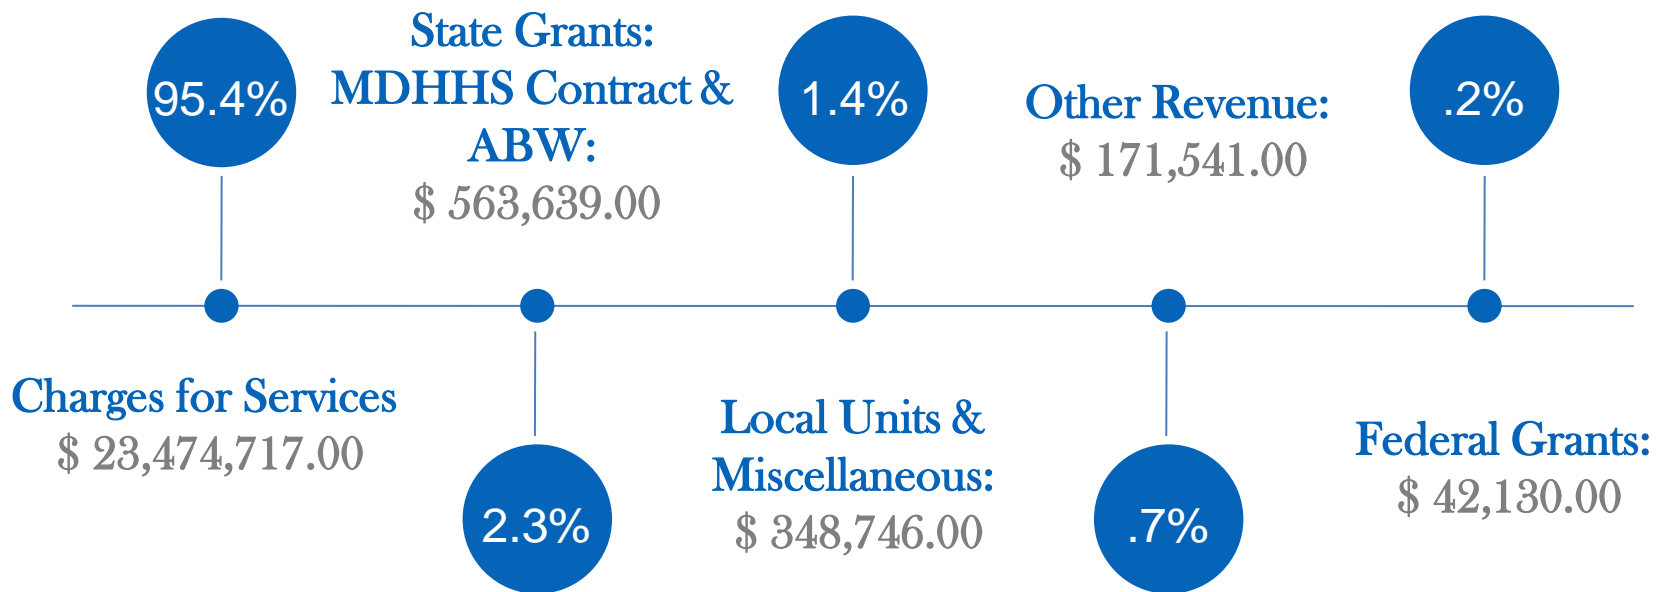 95.4%
Charges for Services
$ 23,474,717.00
State Grants:
MDHHS Contract &
ABW:
$ 563,639.00
2.3%
1.4%
Local Units &
Miscellaneous:
$ 348,746.00
Other Revenue:
$ 171,541.00
.7%
.2%
Federal Grants:
$ 42,130.00